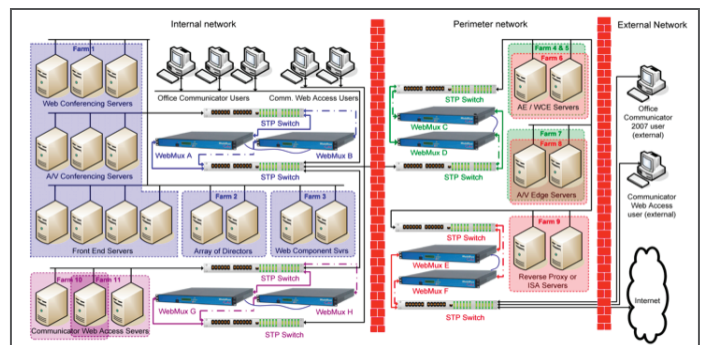 Internal network
Perimeter network
External Network
Farm 1
Web Conferencing Servers
Office Communicator Users
Comm. Web Access Users
STP Switch
WebMux A
WebMux B
STP Switch
A/V Conferencing Servers
Farm 2
Farm 3
Front End Servers
Array of Directors
Web Component Svrs
Farm 10
Farm 11
Communicator Web Access Severs
STP Switch
WebMux G
WebMux H
STP Switch
STP Switch
WebMux C
WebMux D
STP Switch
Farm 4 & 5
Farm 6
AE / WCE Servers
Farm 7
Farm 8
A/V Edge Servers
STP Switch
WebMux E
WebMux F
STP Switch
Farm 9
Reverse Proxy or
ISA Servers
Office
Communicator
2007 user
(external)
Communicator
Web Access
user (external)
Internet